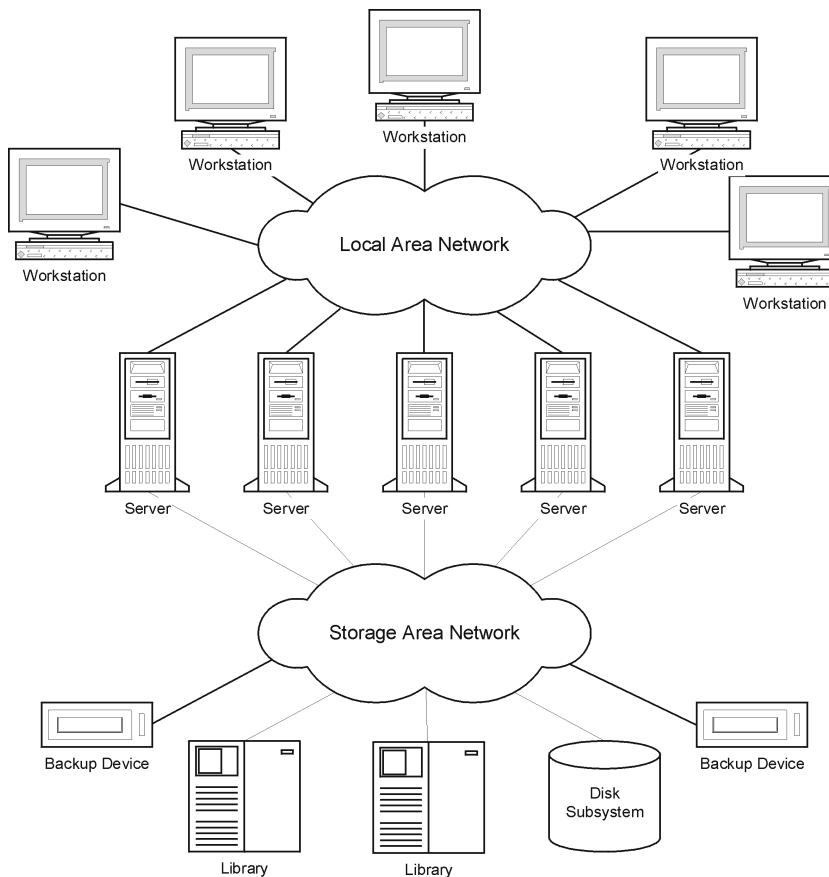 Workstation
Workstation
Workstation
Workstation
Workstation
Local Area Network
Server
Server
Server
Server
Server
Storage Area Network
Backup Device
Backup Device
Disk
Subsystem
Library
Library